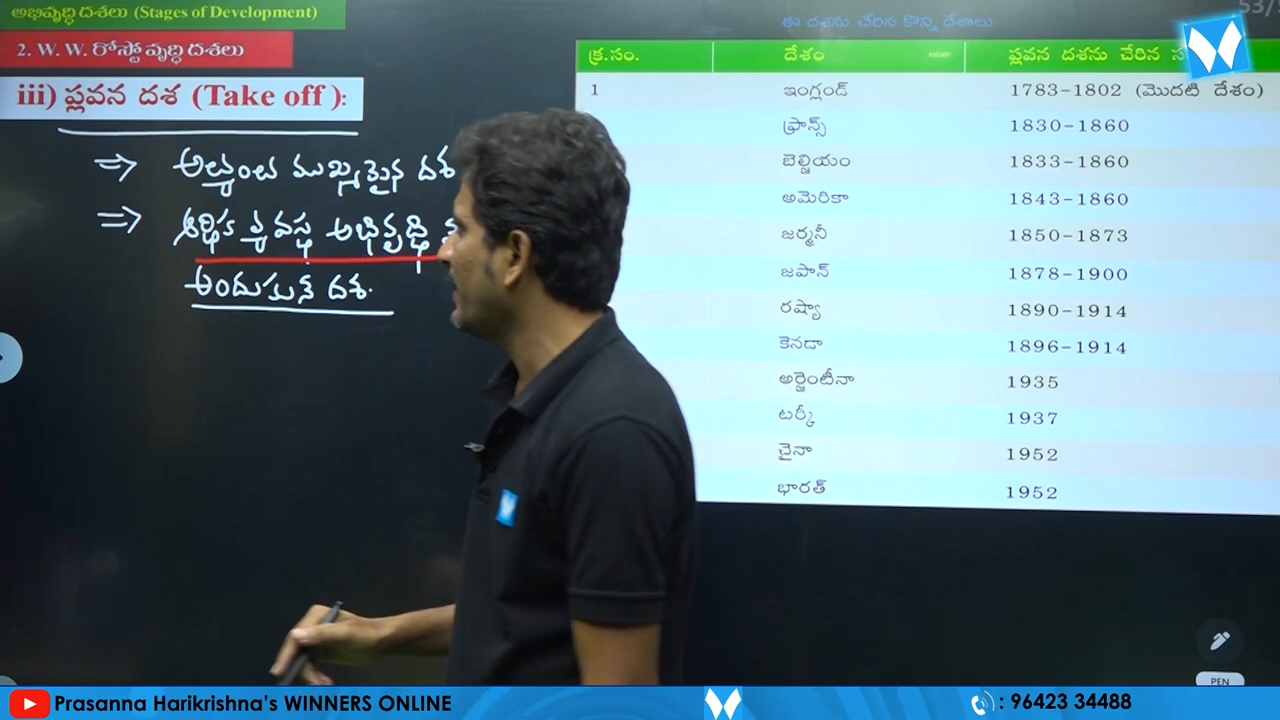 అభివృద్ధి దశలు (Stages of Development)
2. W. W. రోస్టో వృద్ధి దశలు
iii) ప్లవన దశ (Take off ):
⇒ అత్యంత ముఖ్యమైన దశ
⇒ ఆర్థిక వ్యవస్థ అభివృద్ధి
అందుకునే దశ.
53/
ఈ దశను చేరిన కొన్ని దేశాలు
క్ర.సం. దేశం ప్లవన దశను చేరిన
1 ఇంగ్లండ్ 1783-1802 (మొదటి దేశం)
ఫ్రాన్స్ 1830-1860
బెల్జియం 1833-1860
అమెరికా 1843-1860
జర్మనీ 1850-1873
జపాన్ 1878-1900
రష్యా 1890-1914
కెనడా 1896-1914
అర్జెంటీనా 1935
టర్కీ 1937
చైనా 1952
భారత్ 1952
PEN
Prasanna Harikrishna's WINNERS ONLINE
: 96423 34488